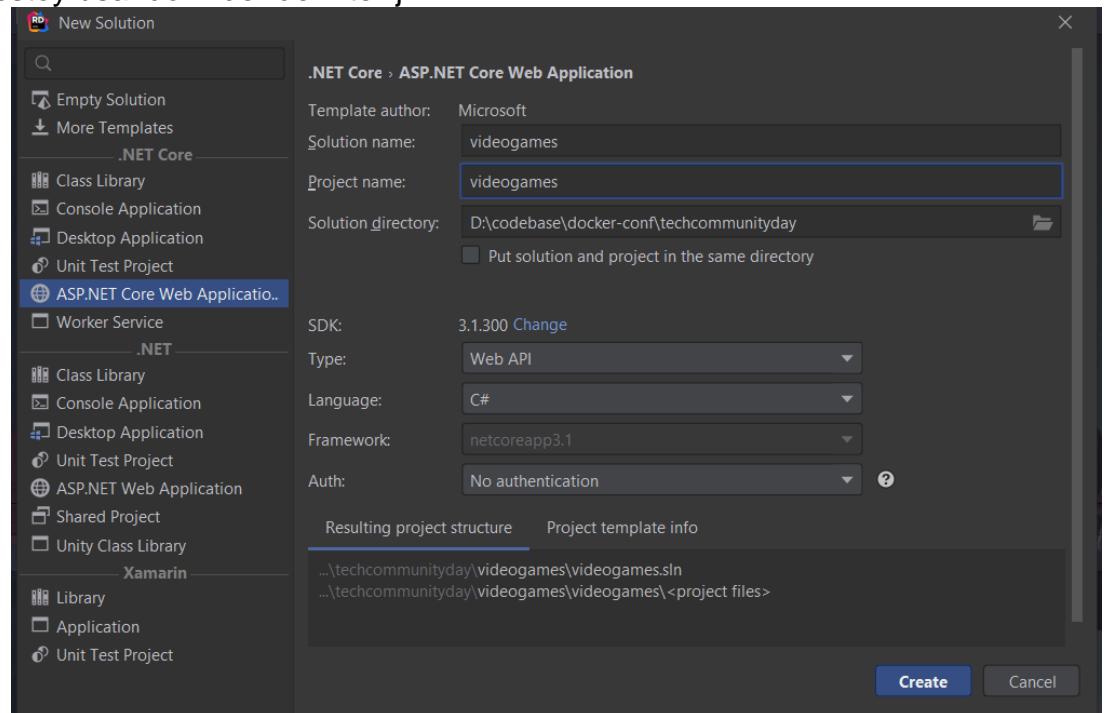 New Solution
Empty Solution
More Templates
.NET Core
Class Library
Console Application
Desktop Application
Unit Test Project
ASP.NET Core Web Applicatio..
Worker Service
.NET
Class Library
Console Application
Desktop Application
Unit Test Project
ASP.NET Web Application
Shared Project
Unity Class Library
Xamarin
Library
Application
Unit Test Project
.NET Core › ASP.NET Core Web Application
Template author: Microsoft
Solution name: videogames
Project name: videogames
Solution directory: D:\codebase\docker-conf\techcommunityday
Put solution and project in the same directory
SDK: 3.1.300 Change
Type: Web API
Language: C#
Framework: netcoreapp3.1
Auth: No authentication ?
Resulting project structure Project template info
...\techcommunityday\videogames\videogames.sln
...\techcommunityday\videogames\videogames\<project files>
Create Cancel